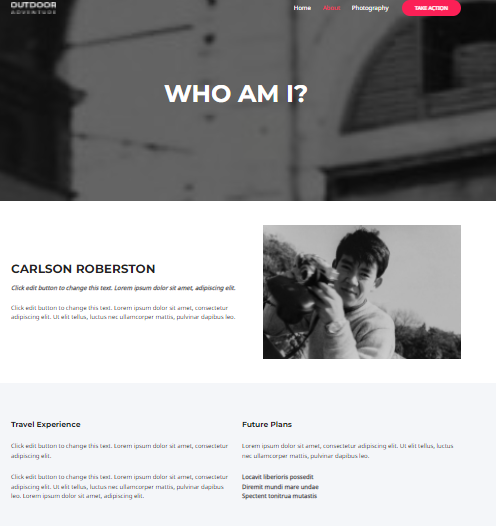 OUTDOOR
ADVENTURE
Home About Photography TAKE ACTION
WHO AM I?
CARLSON ROBERSTON
Click edit button to change this text. Lorem ipsum dolor sit amet, adipiscing elit.
Click edit button to change this text. Lorem ipsum dolor sit amet, consectetur
adipiscing elit. Ut elit tellus, luctus nec ullamcorper mattis, pulvinar dapibus leo.
Travel Experience
Click edit button to change this text. Lorem ipsum dolor sit amet, consectetur
adipiscing elit.
Click edit button to change this text. Lorem ipsum dolor sit amet, consectetur
adipiscing elit. Ut elit tellus, luctus nec ullamcorper mattis, pulvinar dapibus
leo. Lorem ipsum dolor sit amet, adipiscing elit.
Future Plans
Lorem ipsum dolor sit amet, consectetur adipiscing elit. Ut elit tellus, luctus
nec ullamcorper mattis, pulvinar dapibus leo.
Locavit liberioris possedit
Diremit mundi mare undae
Spectent tonitrua mutastis